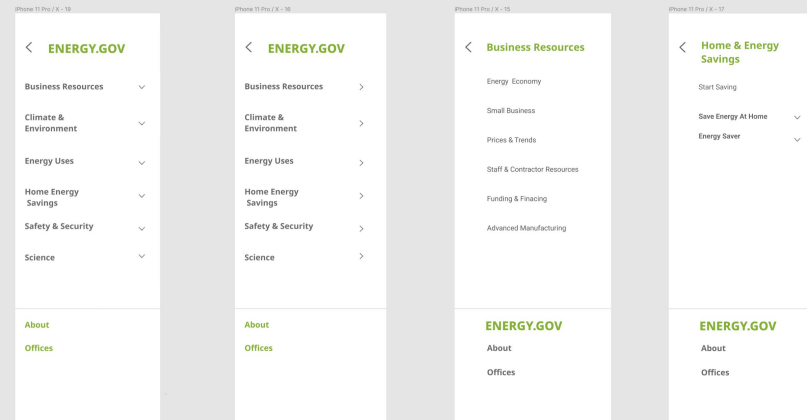 iPhone 11 Pro / X - 18
ENERGY.GOV
Business Resources
Climate &
Environment
Energy Uses
Home Energy
Savings
Safety & Security
Science
About
Offices
iPhone 11 Pro / X - 16
ENERGY.GOV
Business Resources
Climate &
Environment
Energy Uses
Home Energy
Savings
Safety & Security
Science
About
Offices
iPhone 11 Pro / X - 15
Business Resources
Energy Economy
Small Business
Prices & Trends
Staff & Contractor Resources
Funding & Finacing
Advanced Manufacturing
ENERGY.GOV
About
Offices
iPhone 11 Pro / X - 17
Home & Energy
Savings
Start Saving
Save Energy At Home
Energy Saver
ENERGY.GOV
About
Offices